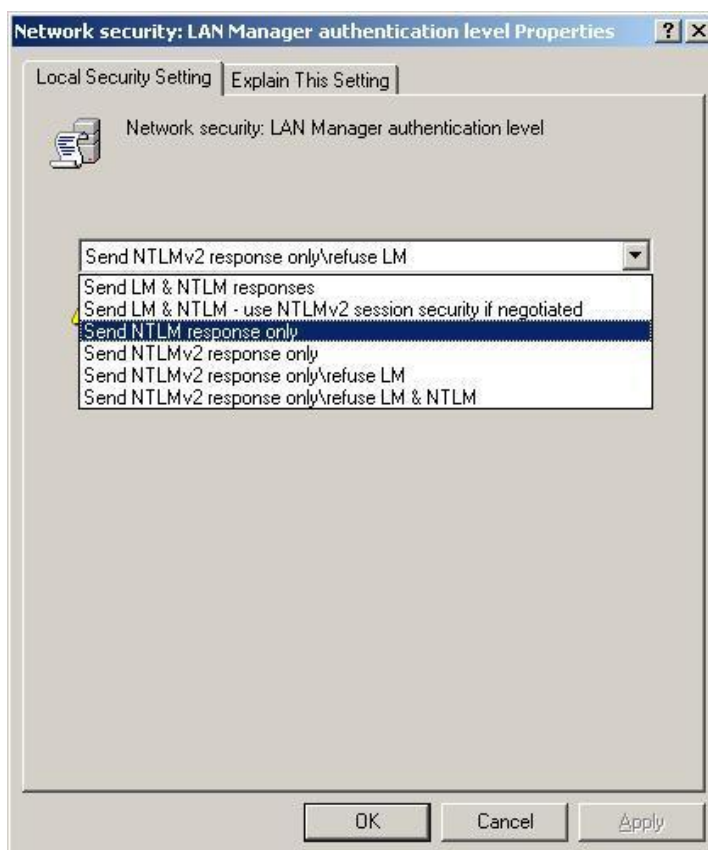 Network security: LAN Manager authentication level Properties
Local Security Setting
Explain This Setting
Network security: LAN Manager authentication level
Send NTLMv2 response only\refuse LM
Send LM & NTLM responses
Send LM & NTLM - use NTLMv2 session security if negotiated
Send NTLM response only
Send NTLMv2 response only
Send NTLMv2 response only\refuse LM
Send NTLMv2 response only\refuse LM & NTLM
OK
Cancel
Apply